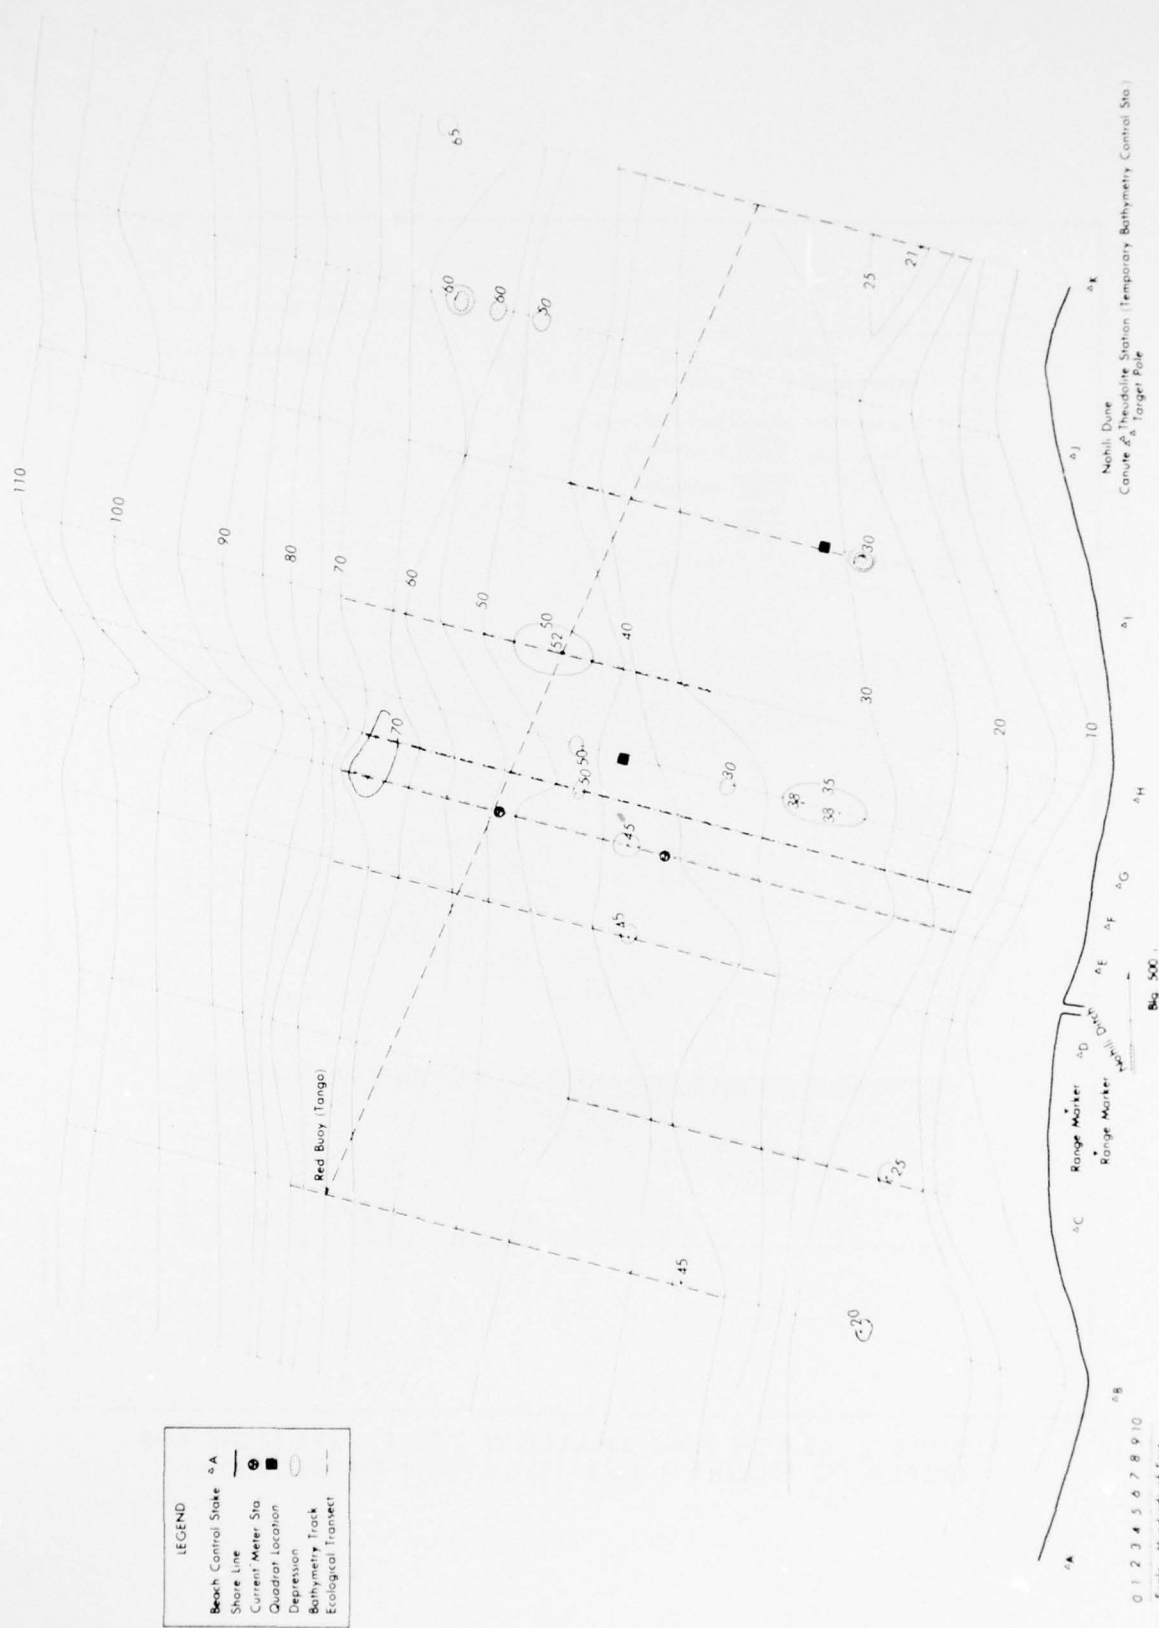 LEGEND
Beach Control Stake A
Shore Line
Current Meter Sta.
Quadrat Location
Depression
Bathymetry Track
Ecological Transect
110
100
90
80
70
60
50
40
30
20
10
65
60
60
50
25
21
50
52
30
70
50
50
30
38
38
35
45
45
25
45
20
Red Buoy (Tango)
Nohili Dune
Canute Theudolite Station (Temporary Bathymetry Control Sta.)
Target Pole
Range Marker
Range Marker
Nohili Ditch
Blg 500
A
B
C
D
E
F
G
H
I
J
K
0 1 2 3 4 5 6 7 8 9 10